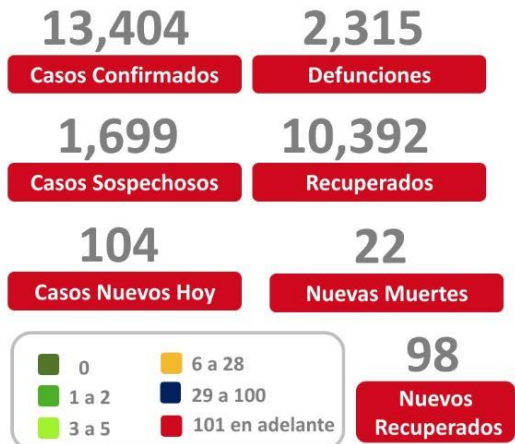 13,404 2,315
Casos Confirmados Defunciones
1,699 10,392
Casos Sospechosos Recuperados
104 22
Casos Nuevos Hoy Nuevas Muertes
0 6 a 28
1 a 2 29 a 100
3 a 5 101 en adelante
98
Nuevos
Recuperados